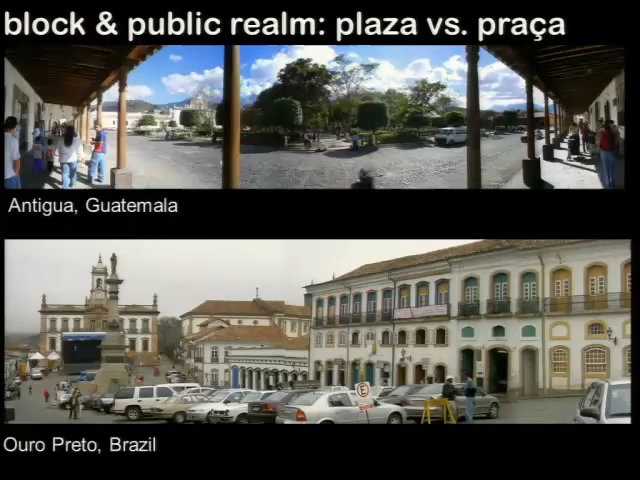 block & public realm: plaza vs. praça
Antigua, Guatemala
E
Ouro Preto, Brazil